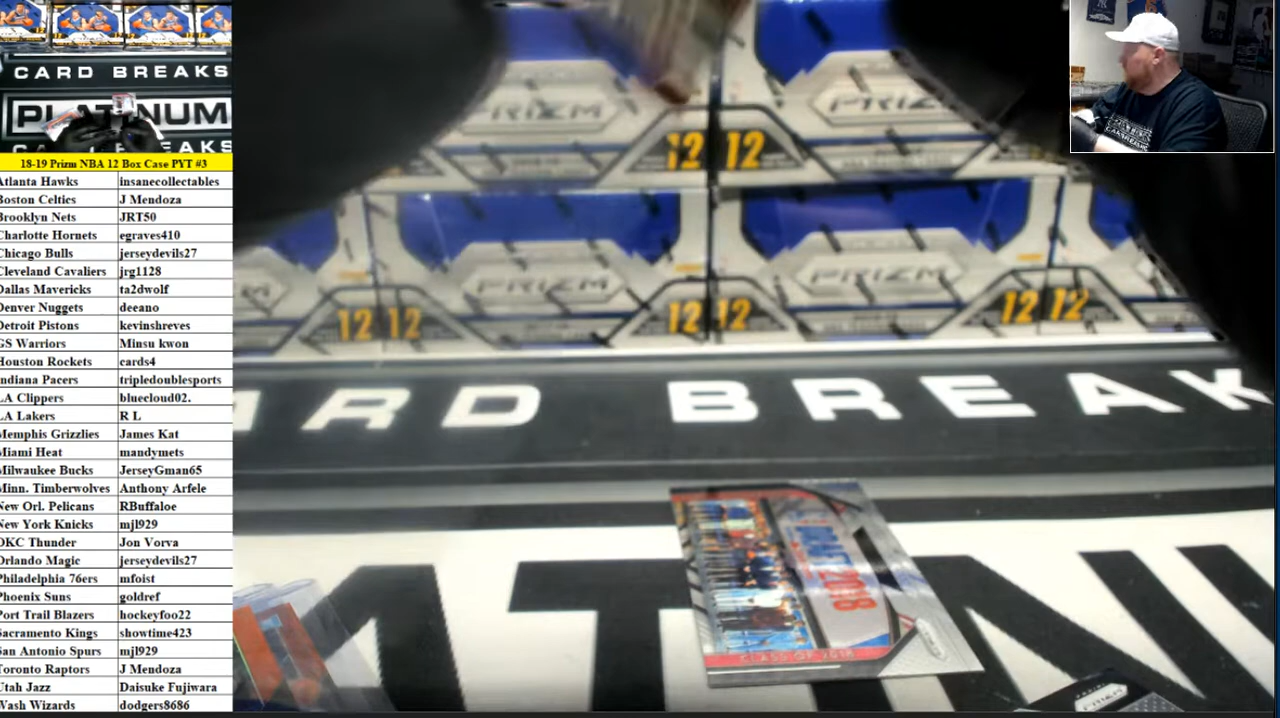 CARD BREAKS
PLATINUM
CARD BREAKS
18-19 Prizm NBA 12 Box Case PYT #3
Atlanta Hawks insanecollectables
Boston Celtics J Mendoza
Brooklyn Nets JRT50
Charlotte Hornets egraves410
Chicago Bulls jerseydevils27
Cleveland Cavaliers jrg1128
Dallas Mavericks ta2dwolf
Denver Nuggets deeano
Detroit Pistons kevinshreves
GS Warriors Minsu kwon
Houston Rockets cards4
Indiana Pacers tripledoublesports
LA Clippers bluecloud02.
LA Lakers R L
Memphis Grizzlies James Kat
Miami Heat mandymets
Milwaukee Bucks JerseyGman65
Minn. Timberwolves Anthony Arfele
New Orl. Pelicans RBuffaloe
New York Knicks mjl929
OKC Thunder Jon Vorva
Orlando Magic jerseydevils27
Philadelphia 76ers mfoist
Phoenix Suns goldref
Port Trail Blazers hockeyfoo22
Sacramento Kings showtime423
San Antonio Spurs mjl929
Toronto Raptors J Mendoza
Utah Jazz Daisuke Fujiwara
Wash Wizards dodgers8686
PRIZM PRIZM
12 12
PRIZM PRIZM
12 12 12 12 12 12
ARD BREAK
DRAFT 2018
CLASS OF 2018
ATIN